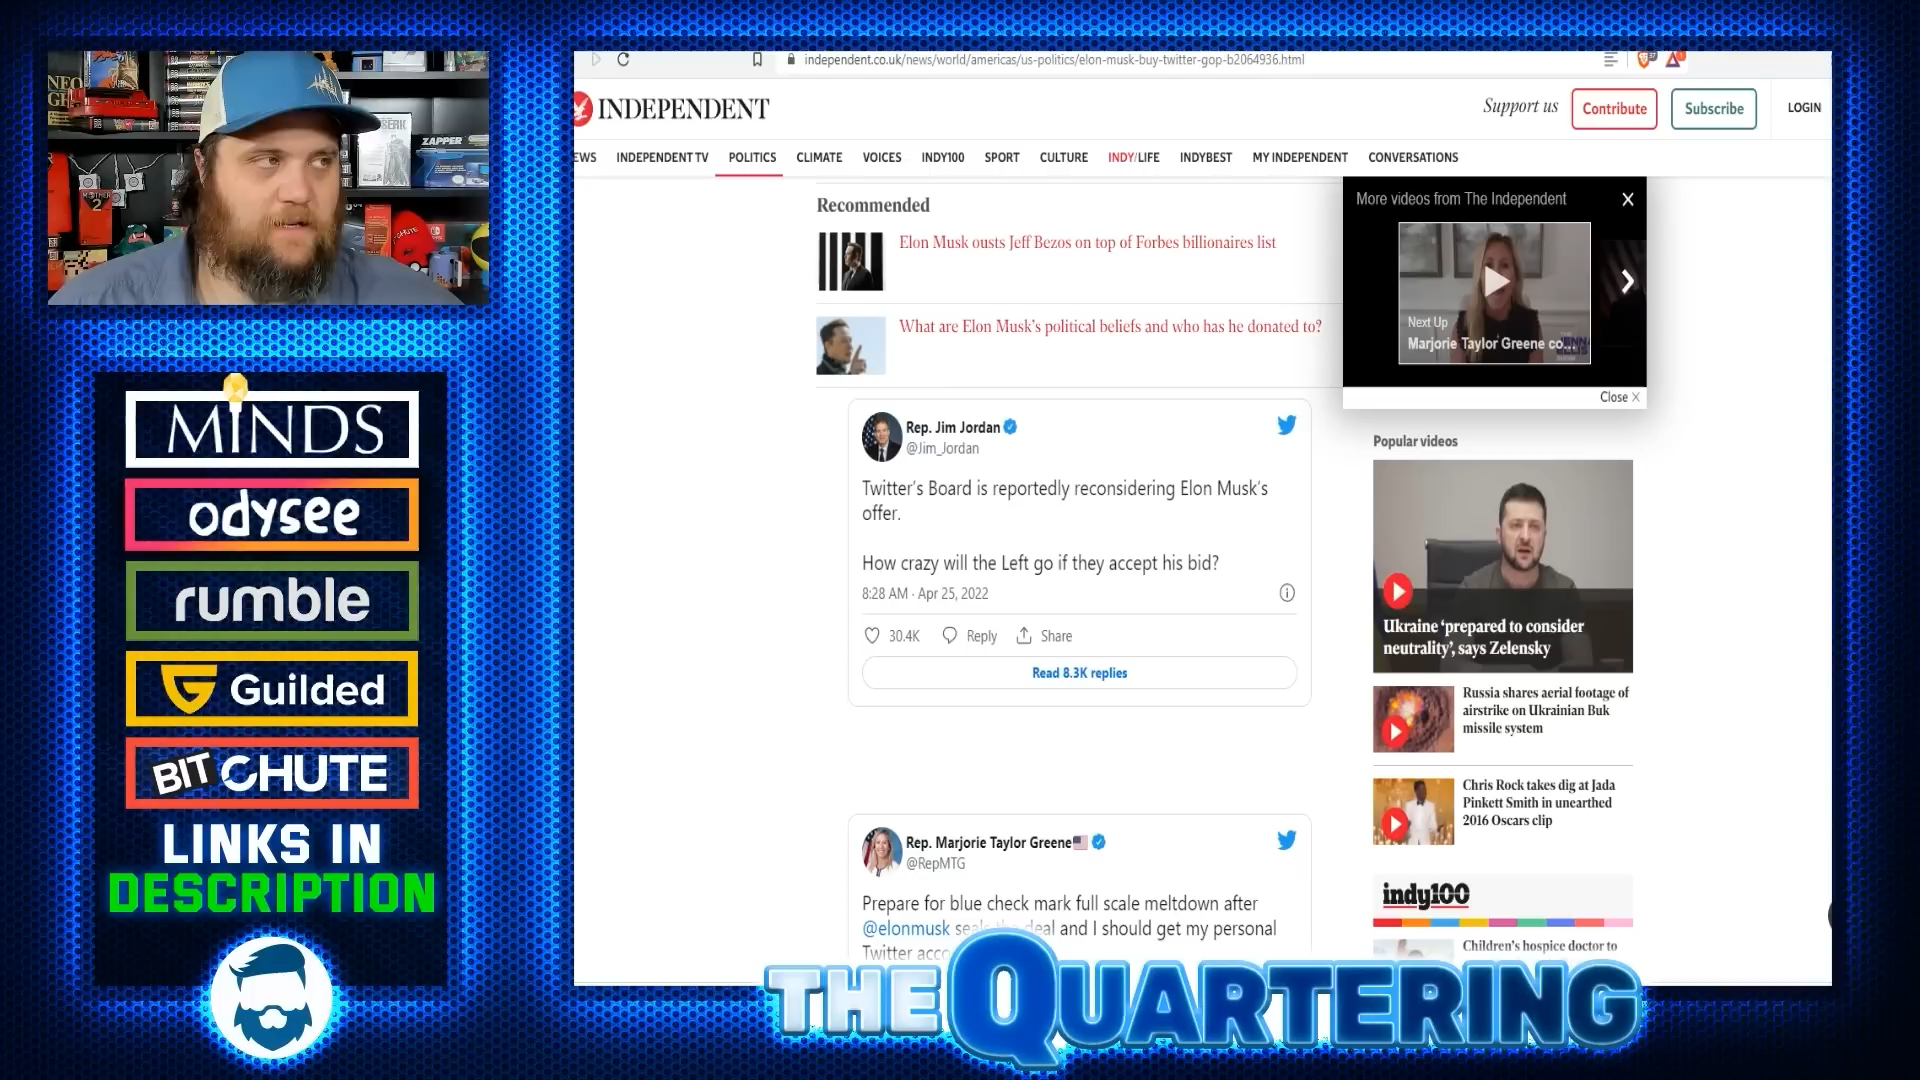 independent.co.uk/news/world/americas/us-politics/elon-musk-buy-twitter-gop-b2064936.html
INDEPENDENT
Support us
Contribute
Subscribe
LOGIN
EWS INDEPENDENT TV POLITICS CLIMATE VOICES INDY100 SPORT CULTURE INDY/LIFE INDYBEST MY INDEPENDENT CONVERSATIONS
Recommended
Elon Musk ousts Jeff Bezos on top of Forbes billionaires list
What are Elon Musk's political beliefs and who has he donated to?
More videos from The Independent
Next Up
Marjorie Taylor Greene co...
Close X
Rep. Jim Jordan
@Jim_Jordan
Twitter's Board is reportedly reconsidering Elon Musk's
offer.
How crazy will the Left go if they accept his bid?
8:28 AM · Apr 25, 2022
30.4K Reply Share
Read 8.3K replies
Rep. Marjorie Taylor Greene
@RepMTG
Prepare for blue check mark full scale meltdown after
@elonmusk seals the deal and I should get my personal
Twitter acc
Popular videos
Ukraine 'prepared to consider
neutrality', says Zelensky
Russia shares aerial footage of
airstrike on Ukrainian Buk
missile system
Chris Rock takes dig at Jada
Pinkett Smith in unearthed
2016 Oscars clip
indy100
Children's hospice doctor to
ZAPPER
MOTHER
2
MINDS
odysee
rumble
Guilded
BITCHUTE
LINKS IN
DESCRIPTION
THE QUARTERING